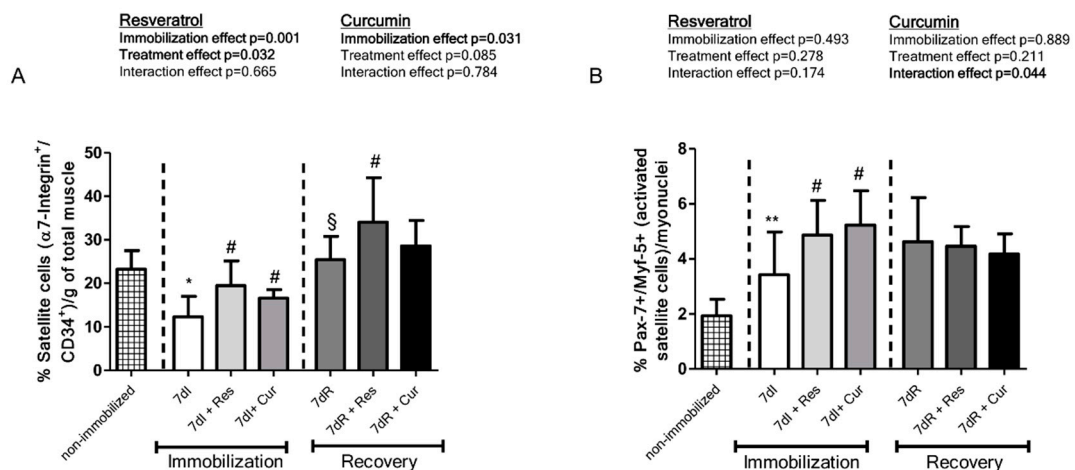 Resveratrol
Immobilization effect p=0.001
Treatment effect p=0.032
Interaction effect p=0.665
Curcumin
Immobilization effect p=0.031
Treatment effect p=0.085
Interaction effect p=0.784
A
% Satellite cells (α7-Integrin+/
CD34+)/g of total muscle
50
40
30
20
10
0
*
#
#
§
#
non-immobilized
7dI
7dI + Res
7dI+ Cur
7dR
7dR + Res
7dR + Cur
Immobilization
Recovery
Resveratrol
Immobilization effect p=0.493
Treatment effect p=0.278
Interaction effect p=0.174
Curcumin
Immobilization effect p=0.889
Treatment effect p=0.211
Interaction effect p=0.044
B
% Pax-7+/Myf-5+ (activated
satellite cells)/myonuclei
8
6
4
2
0
**
#
#
non-immobilized
7dI
7dI + Res
7dI+ Cur
7dR
7dR + Res
7dR + Cur
Immobilization
Recovery